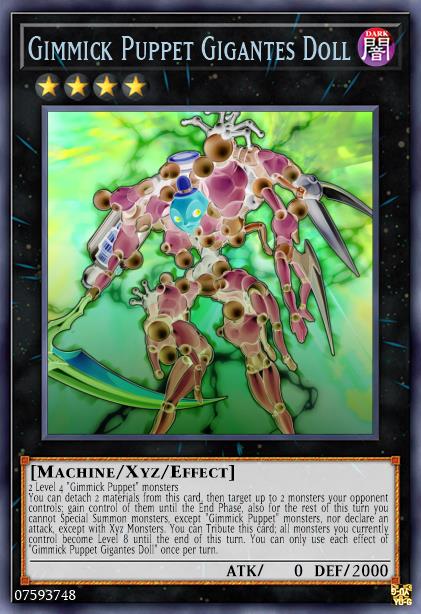 GIMMICK PUPPET GIGANTES DOLL
DARK
闇
[MACHINE/XYZ/EFFECT]
2 Level 4 "Gimmick Puppet" monsters
You can detach 2 materials from this card, then target up to 2 monsters your opponent
controls; gain control of them until the End Phase, also for the rest of this turn you
cannot Special Summon monsters, except "Gimmick Puppet" monsters, nor declare an
attack, except with Xyz Monsters. You can Tribute this card; all monsters you currently
control become Level 8 until the end of this turn. You can only use each effect of
"Gimmick Puppet Gigantes Doll" once per turn.
ATK/ 0 DEF/2000
07593748